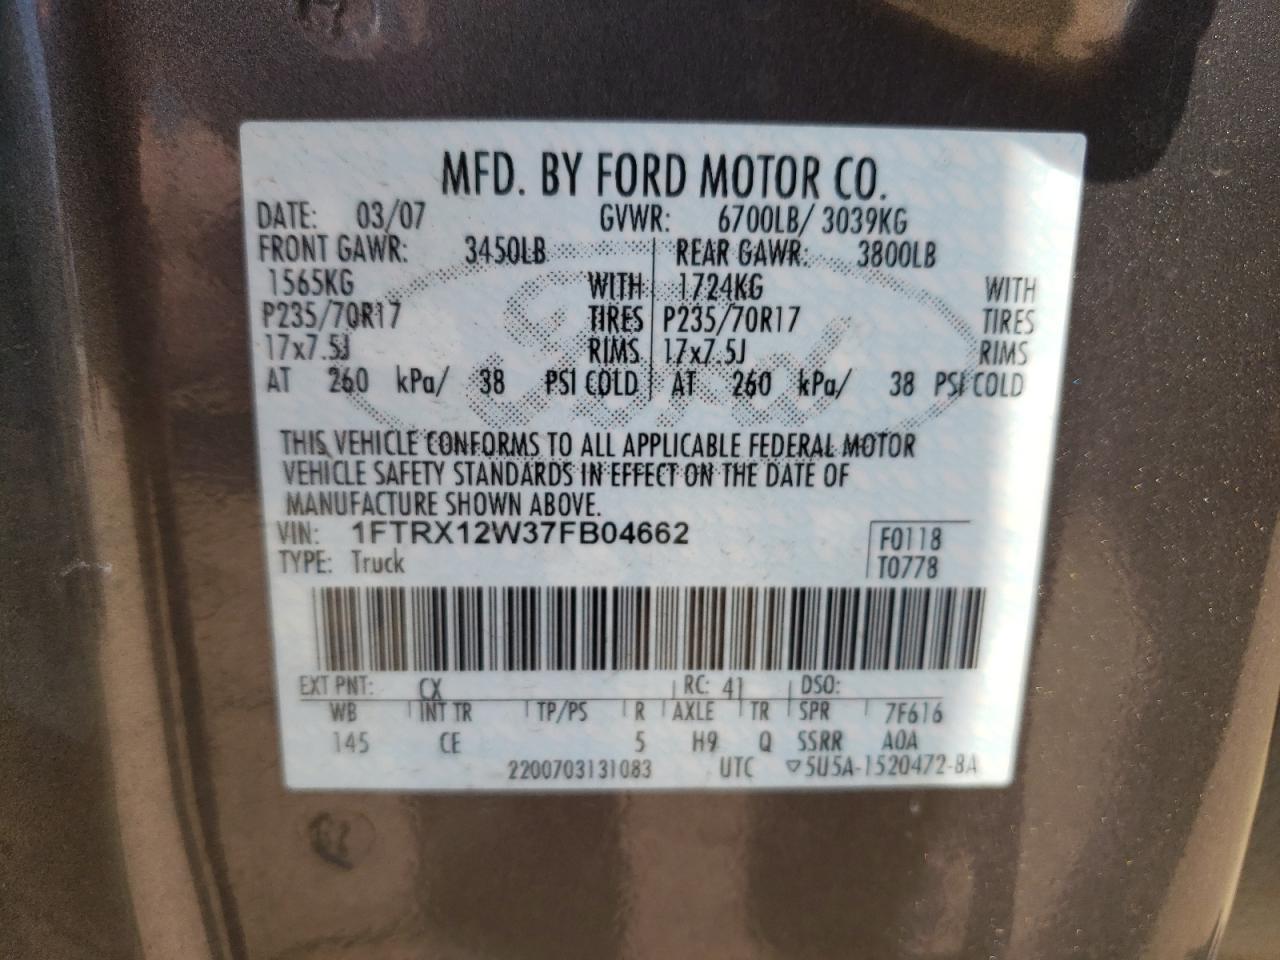 MFD. BY FORD MOTOR CO.
DATE: 03/07 GVWR: 6700LB/ 3039KG
FRONT GAWR: 3450LB REAR GAWR: 3800LB
1565KG WITH 1724KG WITH
P235/70R17 TIRES P235/70R17 TIRES
17x7.5J RIMS 17x7.5J RIMS
AT 260 kPa/ 38 PSI COLD AT 260 kPa/ 38 PSI COLD
Ford
THIS VEHICLE CONFORMS TO ALL APPLICABLE FEDERAL MOTOR
VEHICLE SAFETY STANDARDS IN EFFECT ON THE DATE OF
MANUFACTURE SHOWN ABOVE.
VIN: 1FTRX12W37FB04662 F0118
TYPE: Truck T0778
EXT PNT: CX RC: 41 DSO:
WB INT TR TP/PS R AXLE TR SPR 7F616
145 CE 5 H9 Q SSRR A0A
2200703131083 UTC ▽5U5A-1520472-BA